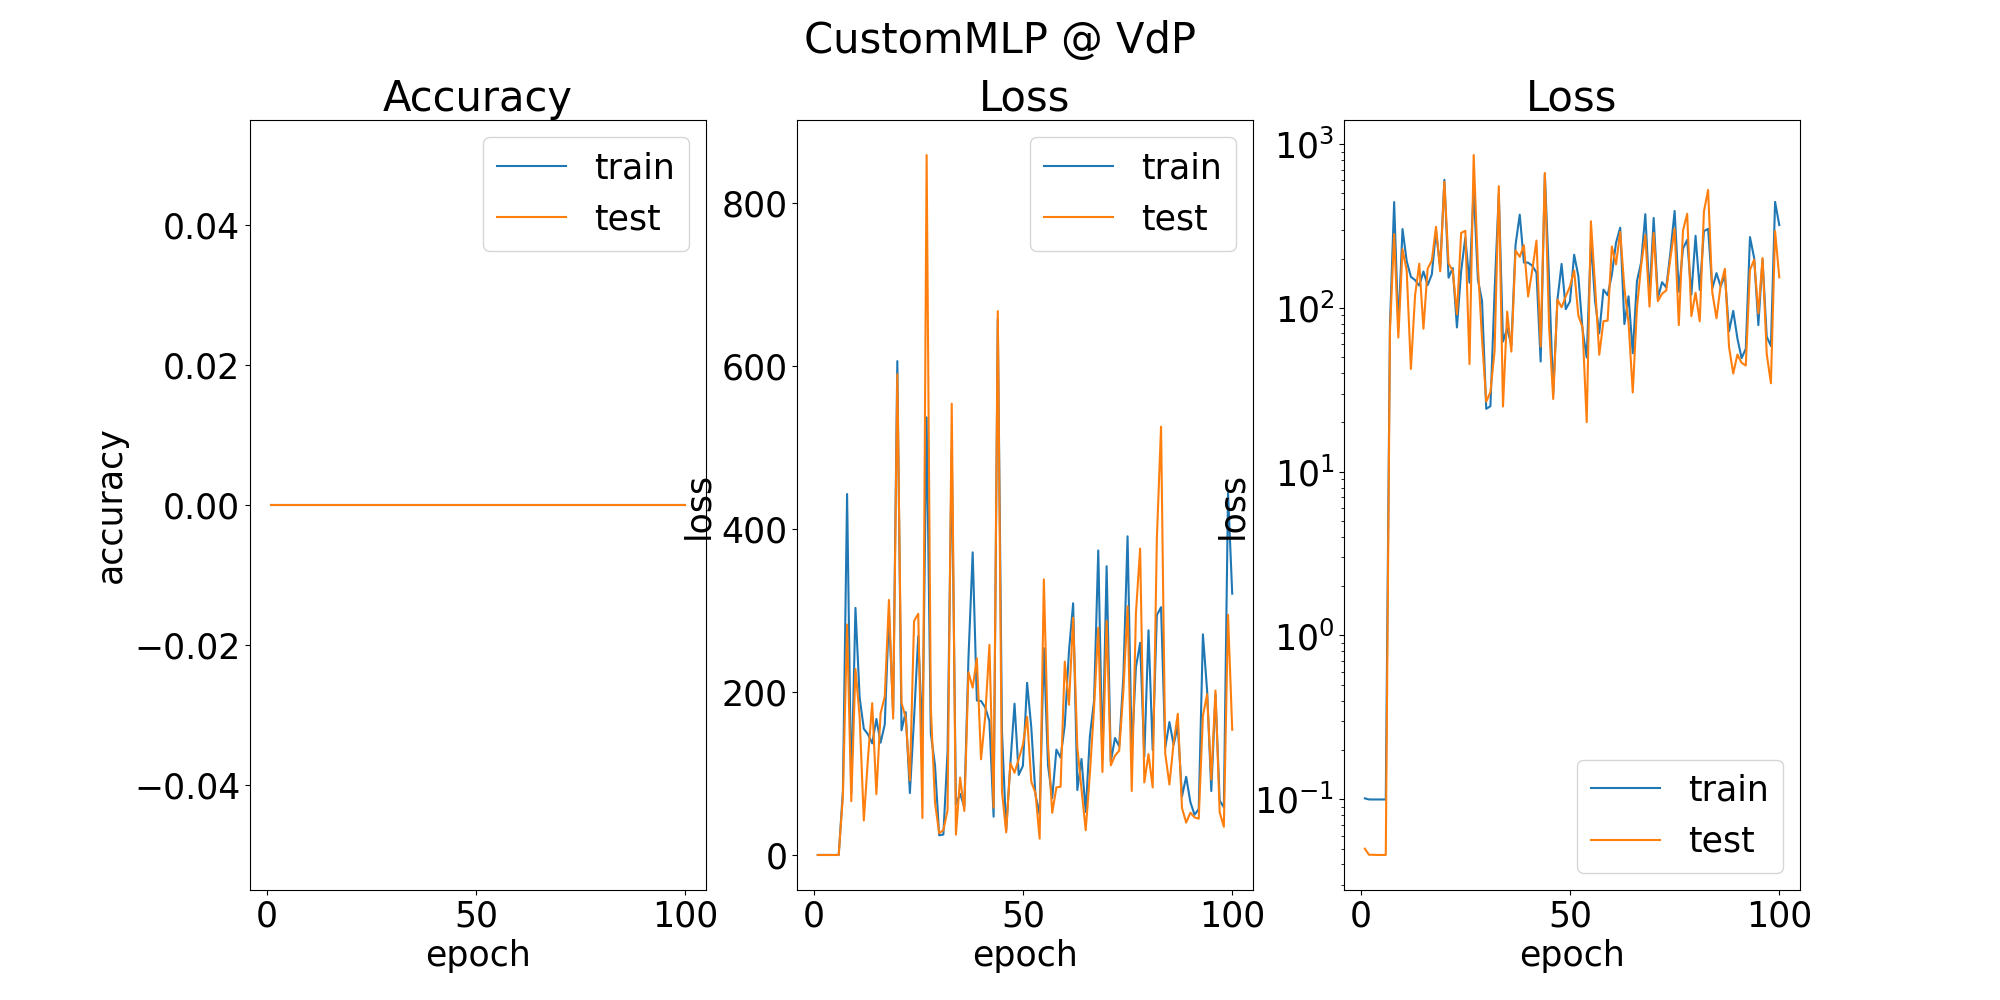 CustomMLP @ VdP
Accuracy
train
test
0.04
0.02
0.00
−0.02
−0.04
accuracy
0 50 100
epoch
Loss
train
test
800
600
400
200
0
loss
0 50 100
epoch
Loss
10³
10²
10¹
10⁰
10⁻¹
loss
train
test
0 50 100
epoch